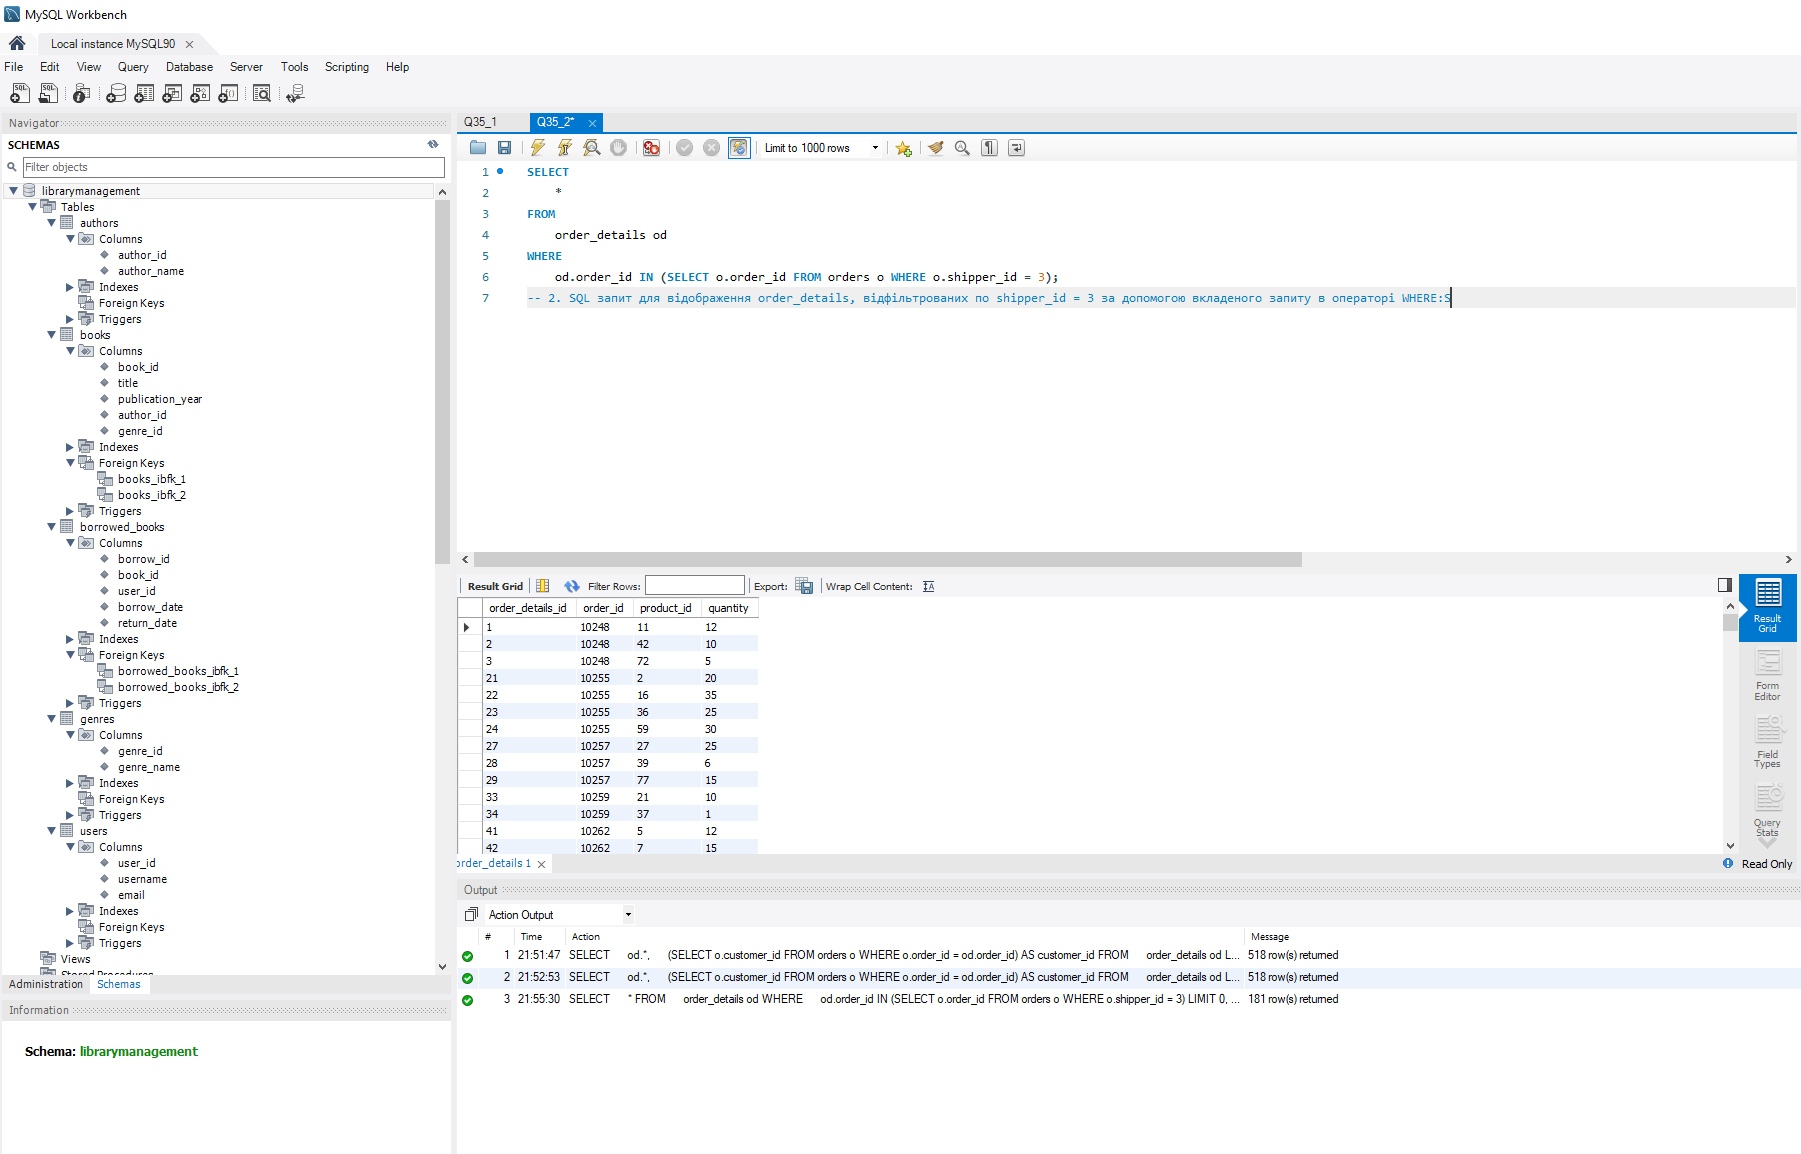 MySQL Workbench
Local instance MySQL90
File Edit View Query Database Server Tools Scripting Help
Navigator
SCHEMAS
Filter objects
librarymanagement
Tables
authors
Columns
author_id
author_name
Indexes
Foreign Keys
Triggers
books
Columns
book_id
title
publication_year
author_id
genre_id
Indexes
Foreign Keys
books_ibfk_1
books_ibfk_2
Triggers
borrowed_books
Columns
borrow_id
book_id
user_id
borrow_date
return_date
Indexes
Foreign Keys
borrowed_books_ibfk_1
borrowed_books_ibfk_2
Triggers
genres
Columns
genre_id
genre_name
Indexes
Foreign Keys
Triggers
users
Columns
user_id
username
email
Indexes
Foreign Keys
Triggers
Views
Stored Procedures
Administration Schemas
Information
Schema: librarymanagement
Q35_1 Q35_2*
Limit to 1000 rows
1 SELECT
2 *
3 FROM
4 order_details od
5 WHERE
6 od.order_id IN (SELECT o.order_id FROM orders o WHERE o.shipper_id = 3);
7 -- 2. SQL запит для відображення order_details, відфільтрованих по shipper_id = 3 за допомогою вкладеного запиту в операторі WHERE:S
Result Grid Filter Rows: Export: Wrap Cell Content:
order_details_id order_id product_id quantity
1 10248 11 12
2 10248 42 10
3 10248 72 5
21 10255 2 20
22 10255 16 35
23 10255 36 25
24 10255 59 30
27 10257 27 25
28 10257 39 6
29 10257 77 15
33 10259 21 10
34 10259 37 1
41 10262 5 12
42 10262 7 15
Result Grid
Form Editor
Field Types
Query Stats
order_details 1
Read Only
Output
Action Output
# Time Action Message
1 21:51:47 SELECT od.*, (SELECT o.customer_id FROM orders o WHERE o.order_id = od.order_id) AS customer_id FROM order_details od L... 518 row(s) returned
2 21:52:53 SELECT od.*, (SELECT o.customer_id FROM orders o WHERE o.order_id = od.order_id) AS customer_id FROM order_details od L... 518 row(s) returned
3 21:55:30 SELECT * FROM order_details od WHERE od.order_id IN (SELECT o.order_id FROM orders o WHERE o.shipper_id = 3) LIMIT 0, ... 181 row(s) returned